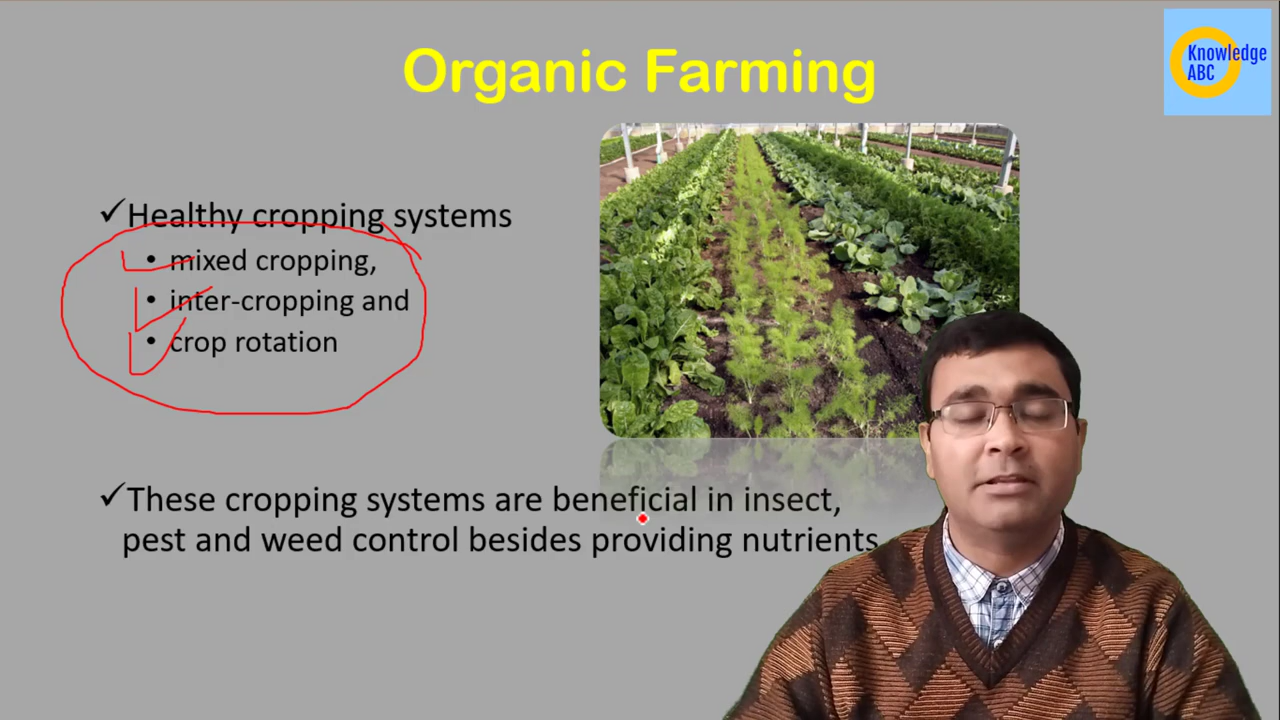 Organic Farming
Knowledge
ABC
✓Healthy cropping systems
• mixed cropping,
• inter-cropping and
• crop rotation
✓These cropping systems are beneficial in insect,
pest and weed control besides providing nutrients